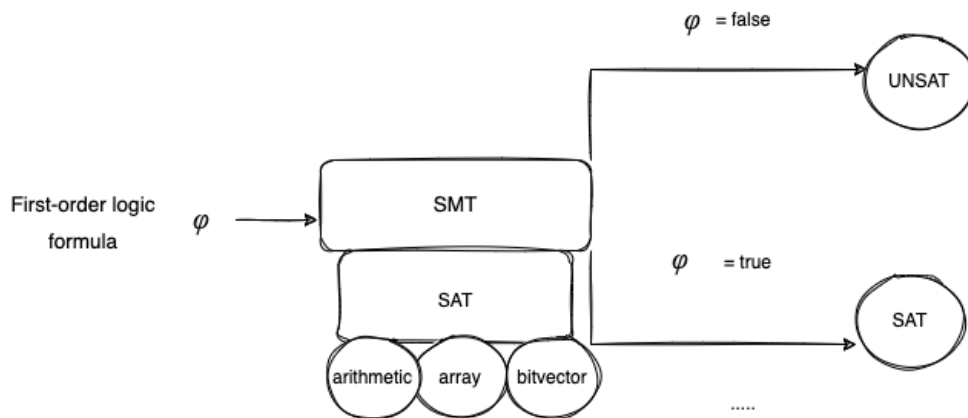 φ = false
UNSAT
SMT
First-order logic
formula
φ
φ = true
SAT
SAT
arithmetic
array
bitvector
.....